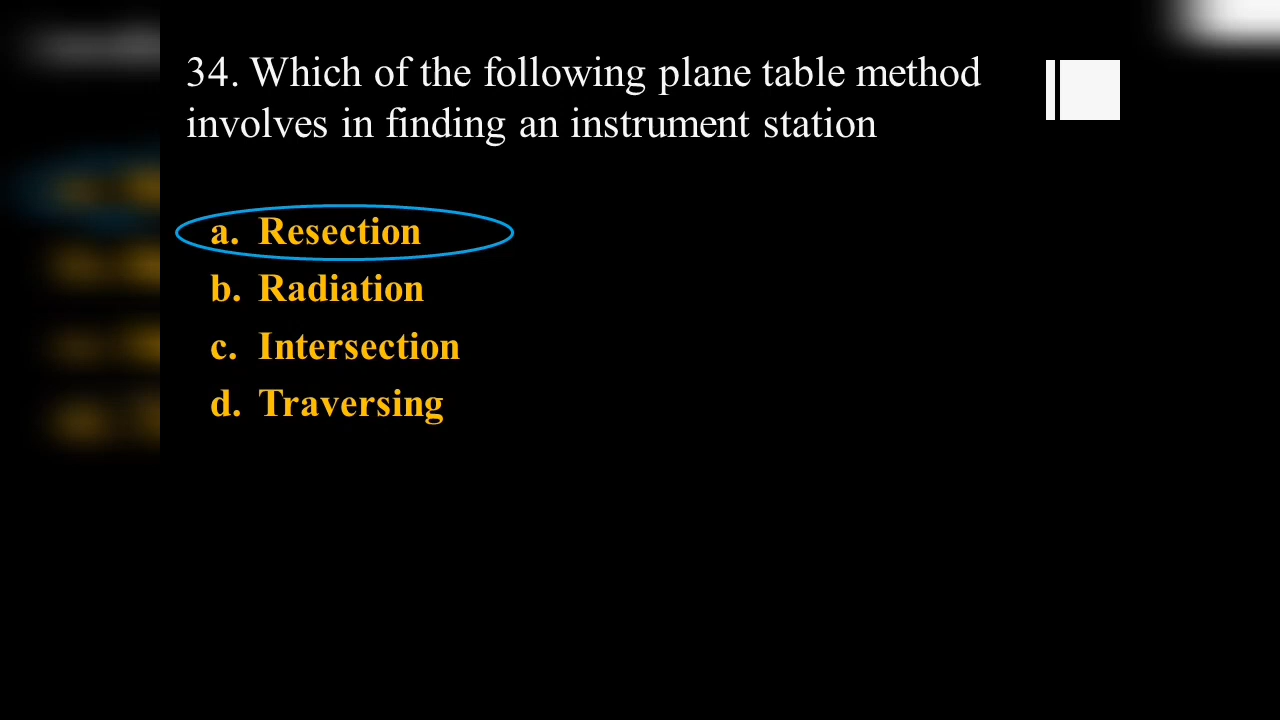 34. Which of the following plane table method
involves in finding an instrument station
a. Resection
b. Radiation
c. Intersection
d. Traversing